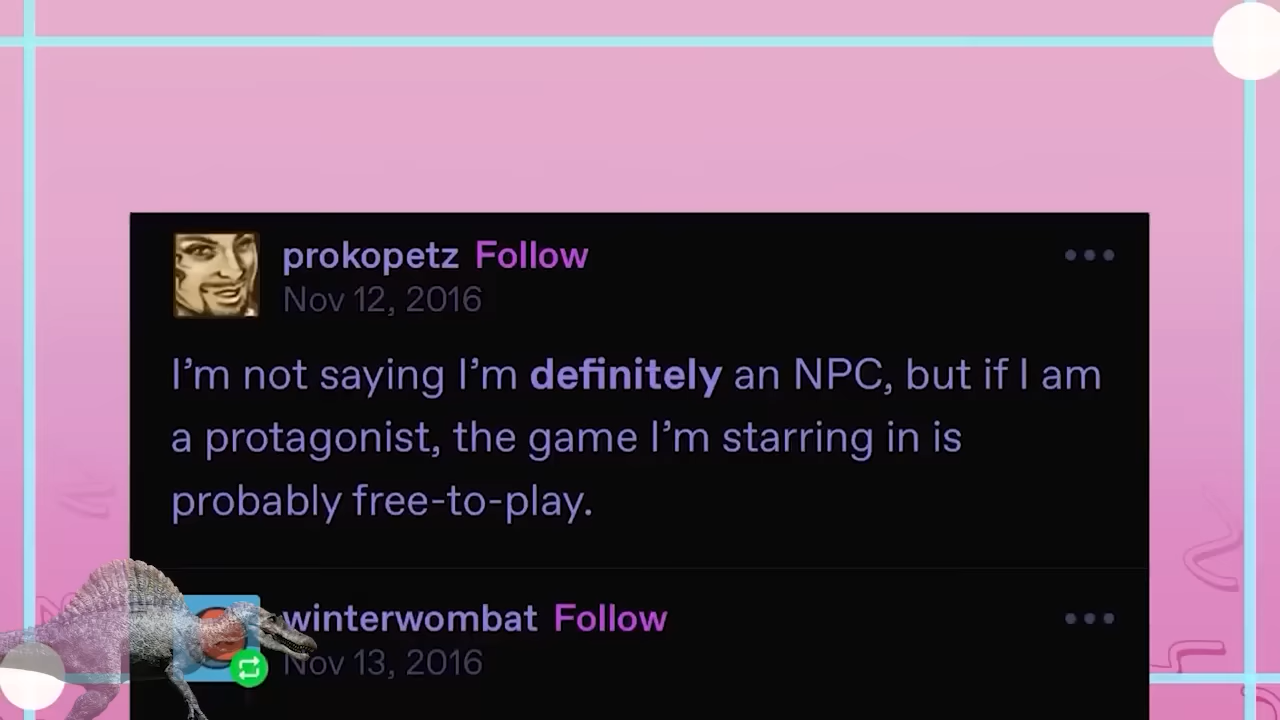 prokopetz Follow
Nov 12, 2016
I’m not saying I’m definitely an NPC, but if I am
a protagonist, the game I’m starring in is
probably free-to-play.
winterwombat Follow
Nov 13, 2016